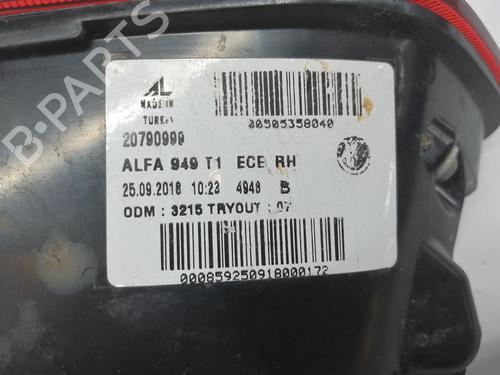 B-PARTS
AL
MADE IN
TURKEY
00505358040
20790999
ALFA 949 T1 ECE RH
25.09.2018 10:23 4948 B
ODM : 3215 TRYOUT : 07
000859250918000172